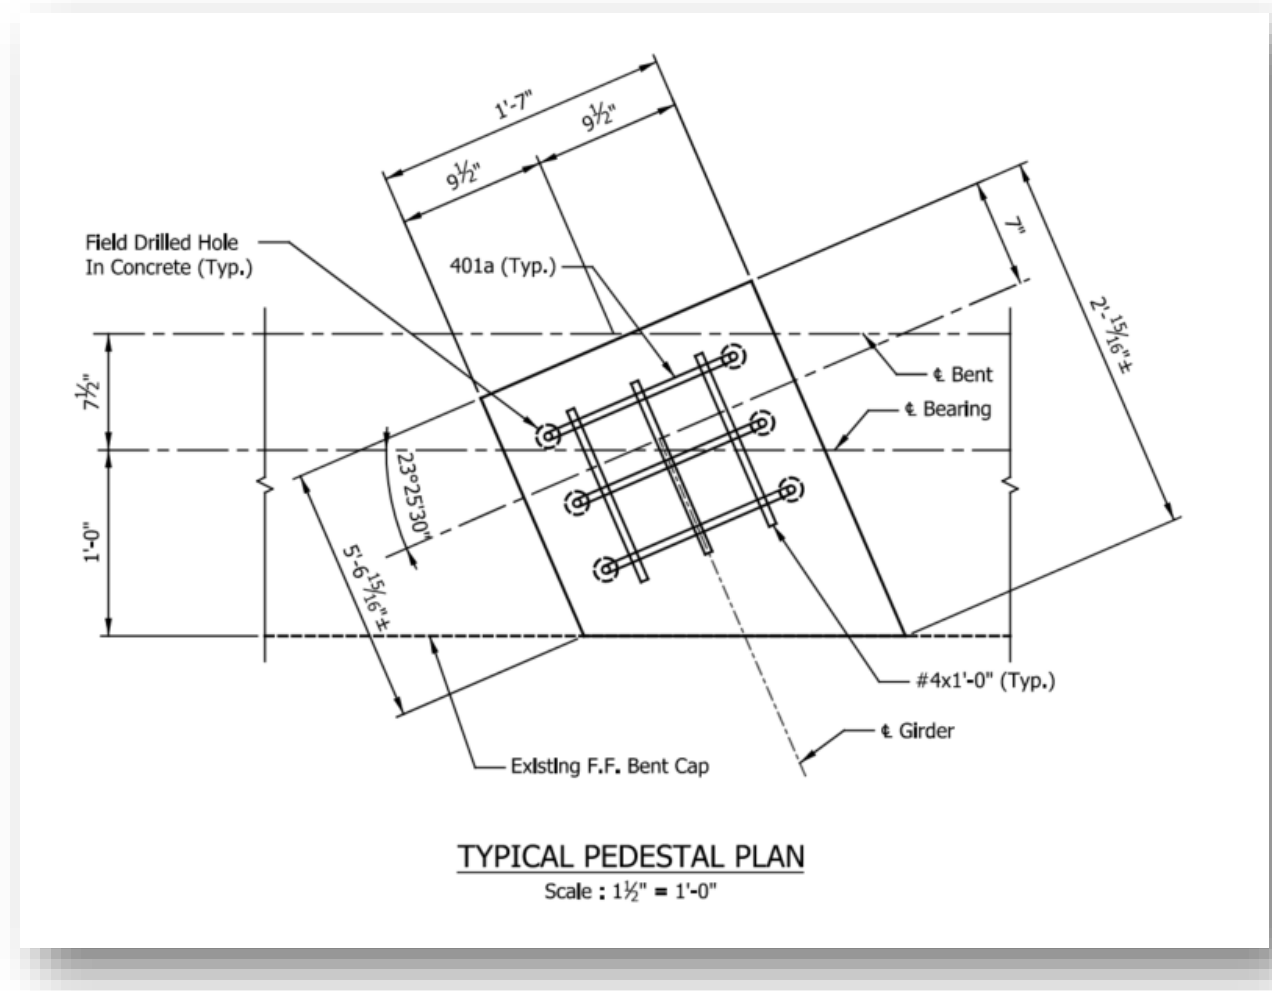 1'-7"
9½"
9½"
Field Drilled Hole
In Concrete (Typ.)
401a (Typ.)
7"
2'-15/16"±
7½"
℄ Bent
℄ Bearing
23°25'30"
1'-0"
5'-6 15/16"±
#4x1'-0" (Typ.)
℄ Girder
Existing F.F. Bent Cap
TYPICAL PEDESTAL PLAN
Scale : 1½" = 1'-0"